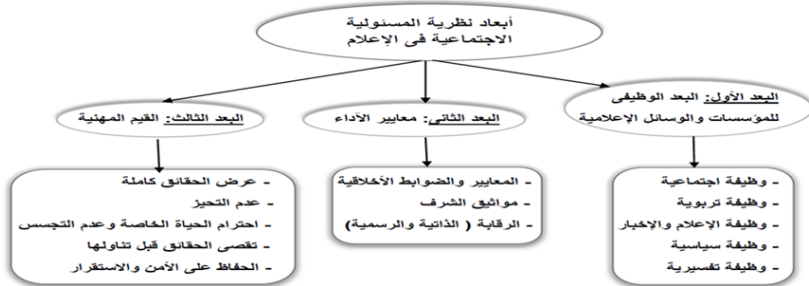 أبعاد نظرية المسئولية
الاجتماعية فى الإعلام
البعد الأول: البعد الوظيفى
للمؤسسات والوسائل الإعلامية
البعد الثانى: معايير الآداء
البعد الثالث: القيم المهنية
- وظيفة اجتماعية
- وظيفة تربوية
- وظيفة الإعلام والإخبار
- وظيفة سياسية
- وظيفة تفسيرية
- المعايير والضوابط الأخلاقية
- مواثيق الشرف
- الرقابة ( الذاتية والرسمية)
- عرض الحقائق كاملة
- عدم التحيز
- احترام الحياة الخاصة وعدم التجسس
- تقصى الحقائق قبل تناولها
- الحفاظ على الأمن والاستقرار